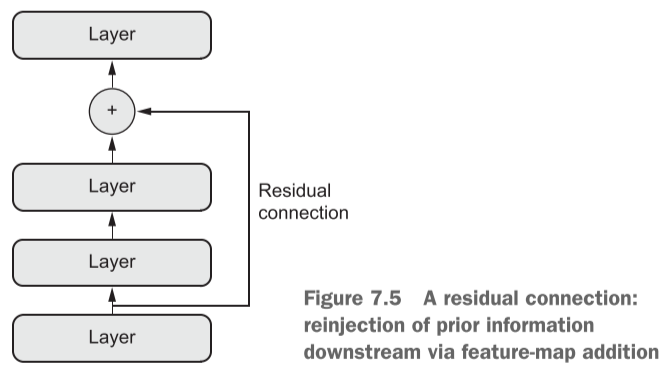 Layer
+
Layer
Residual
connection
Layer
Layer
Figure 7.5 A residual connection:
reinjection of prior information
downstream via feature-map addition